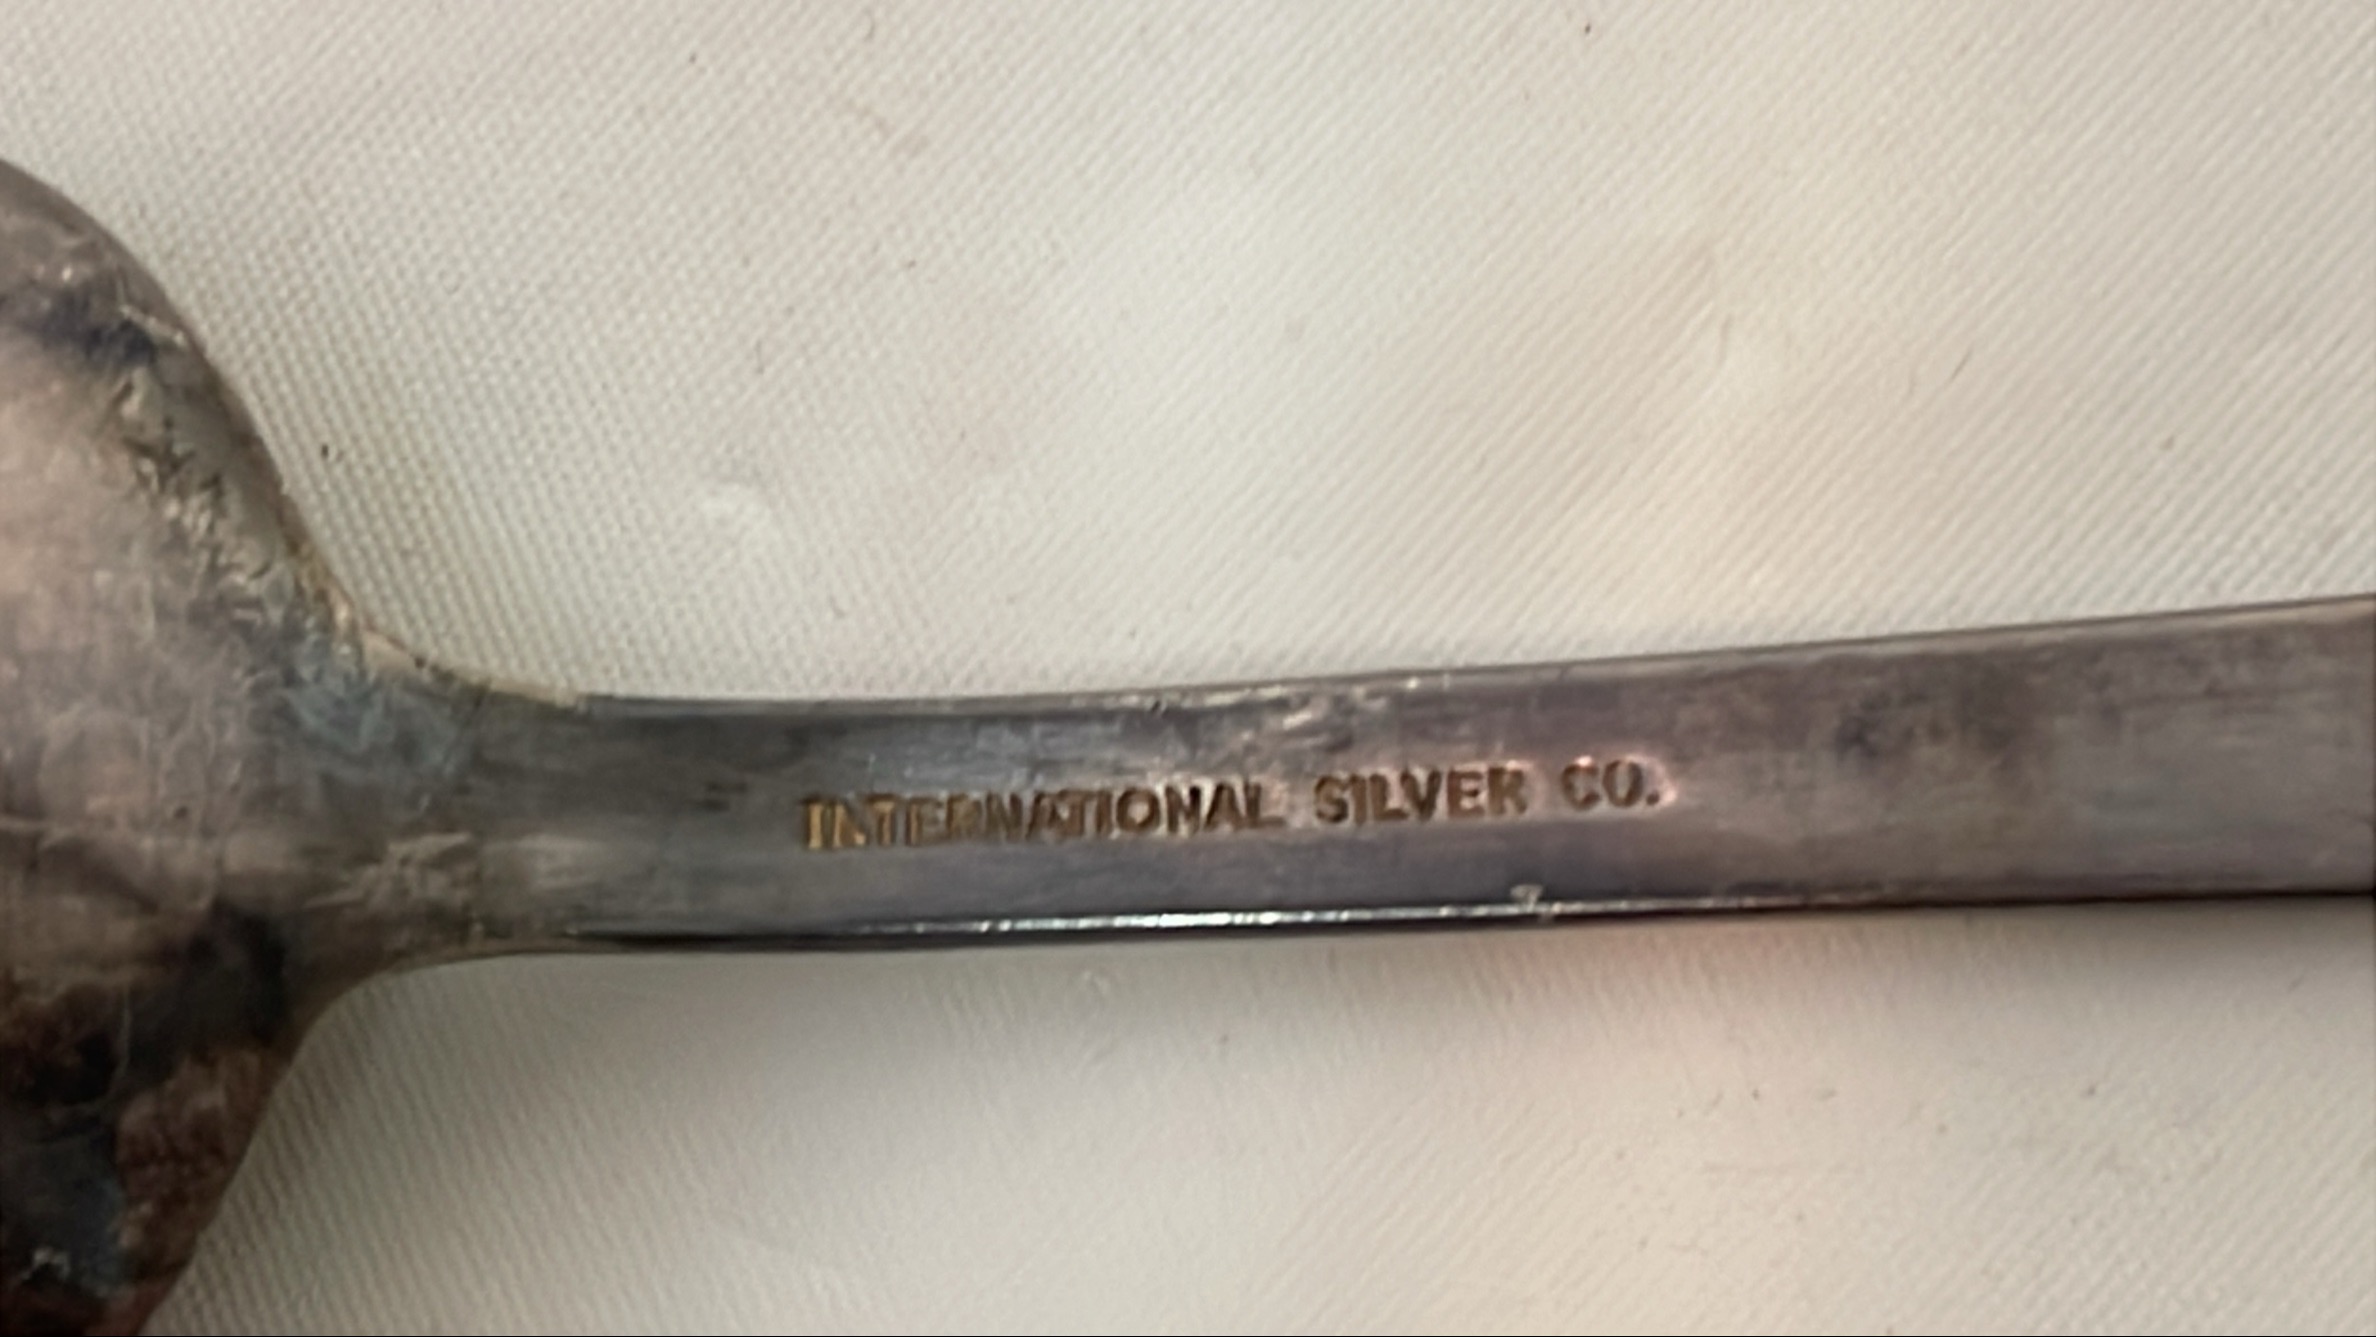 INTERNATIONAL SILVER CO.